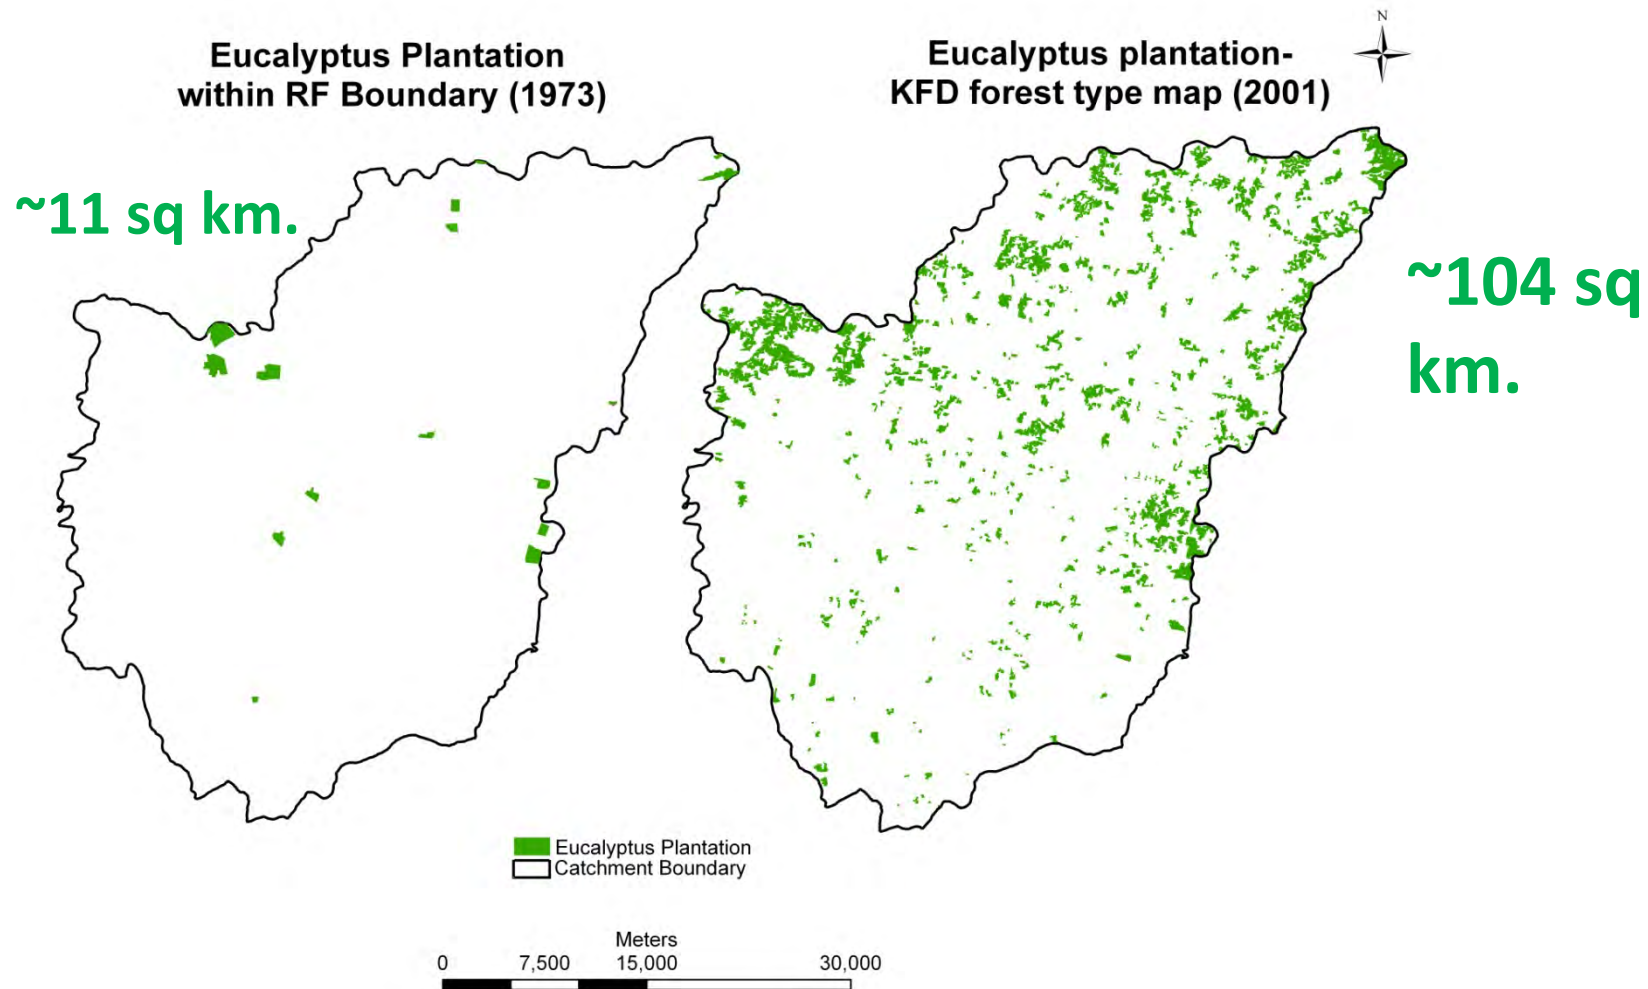 Eucalyptus Plantation
within RF Boundary (1973)
Eucalyptus plantation-
KFD forest type map (2001)
N
~11 sq km.
~104 sq
km.
Eucalyptus Plantation
Catchment Boundary
Meters
0 7,500 15,000 30,000